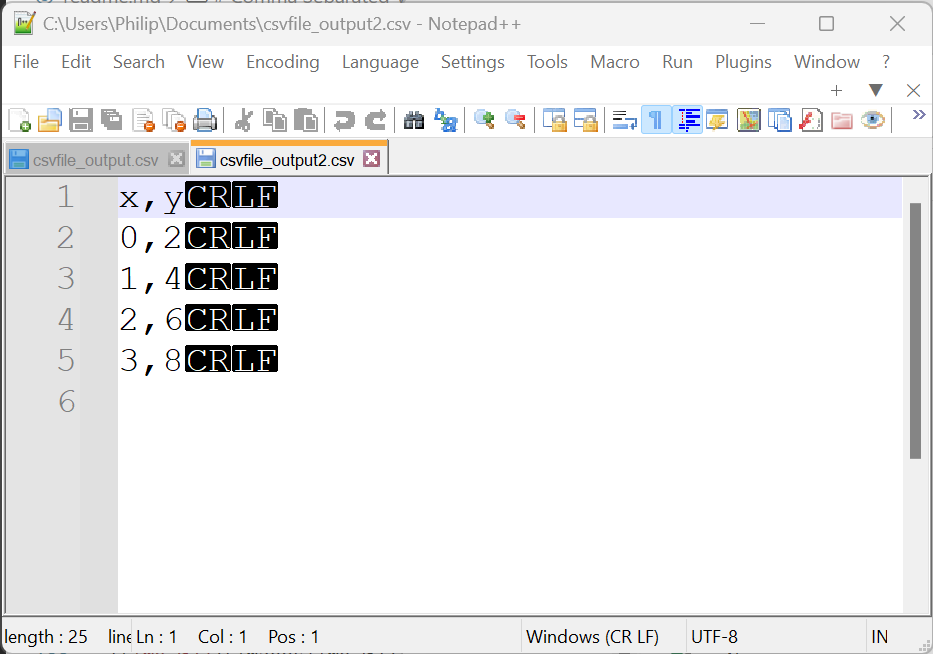 C:\Users\Philip\Documents\csvfile_output2.csv - Notepad++
File Edit Search View Encoding Language Settings Tools Macro Run Plugins Window ?
csvfile_output.csv csvfile_output2.csv
1 x,yCRLF
2 0,2CRLF
3 1,4CRLF
4 2,6CRLF
5 3,8CRLF
6
length : 25 line Ln : 1 Col : 1 Pos : 1 Windows (CR LF) UTF-8 IN